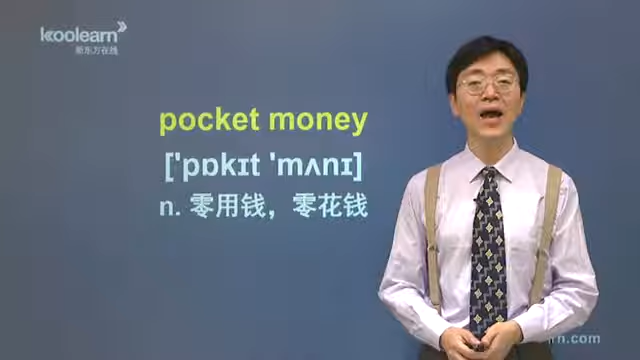 koolearn
新东方在线
pocket money
['pɒkɪt 'mʌnɪ]
n. 零用钱，零花钱
rn.com